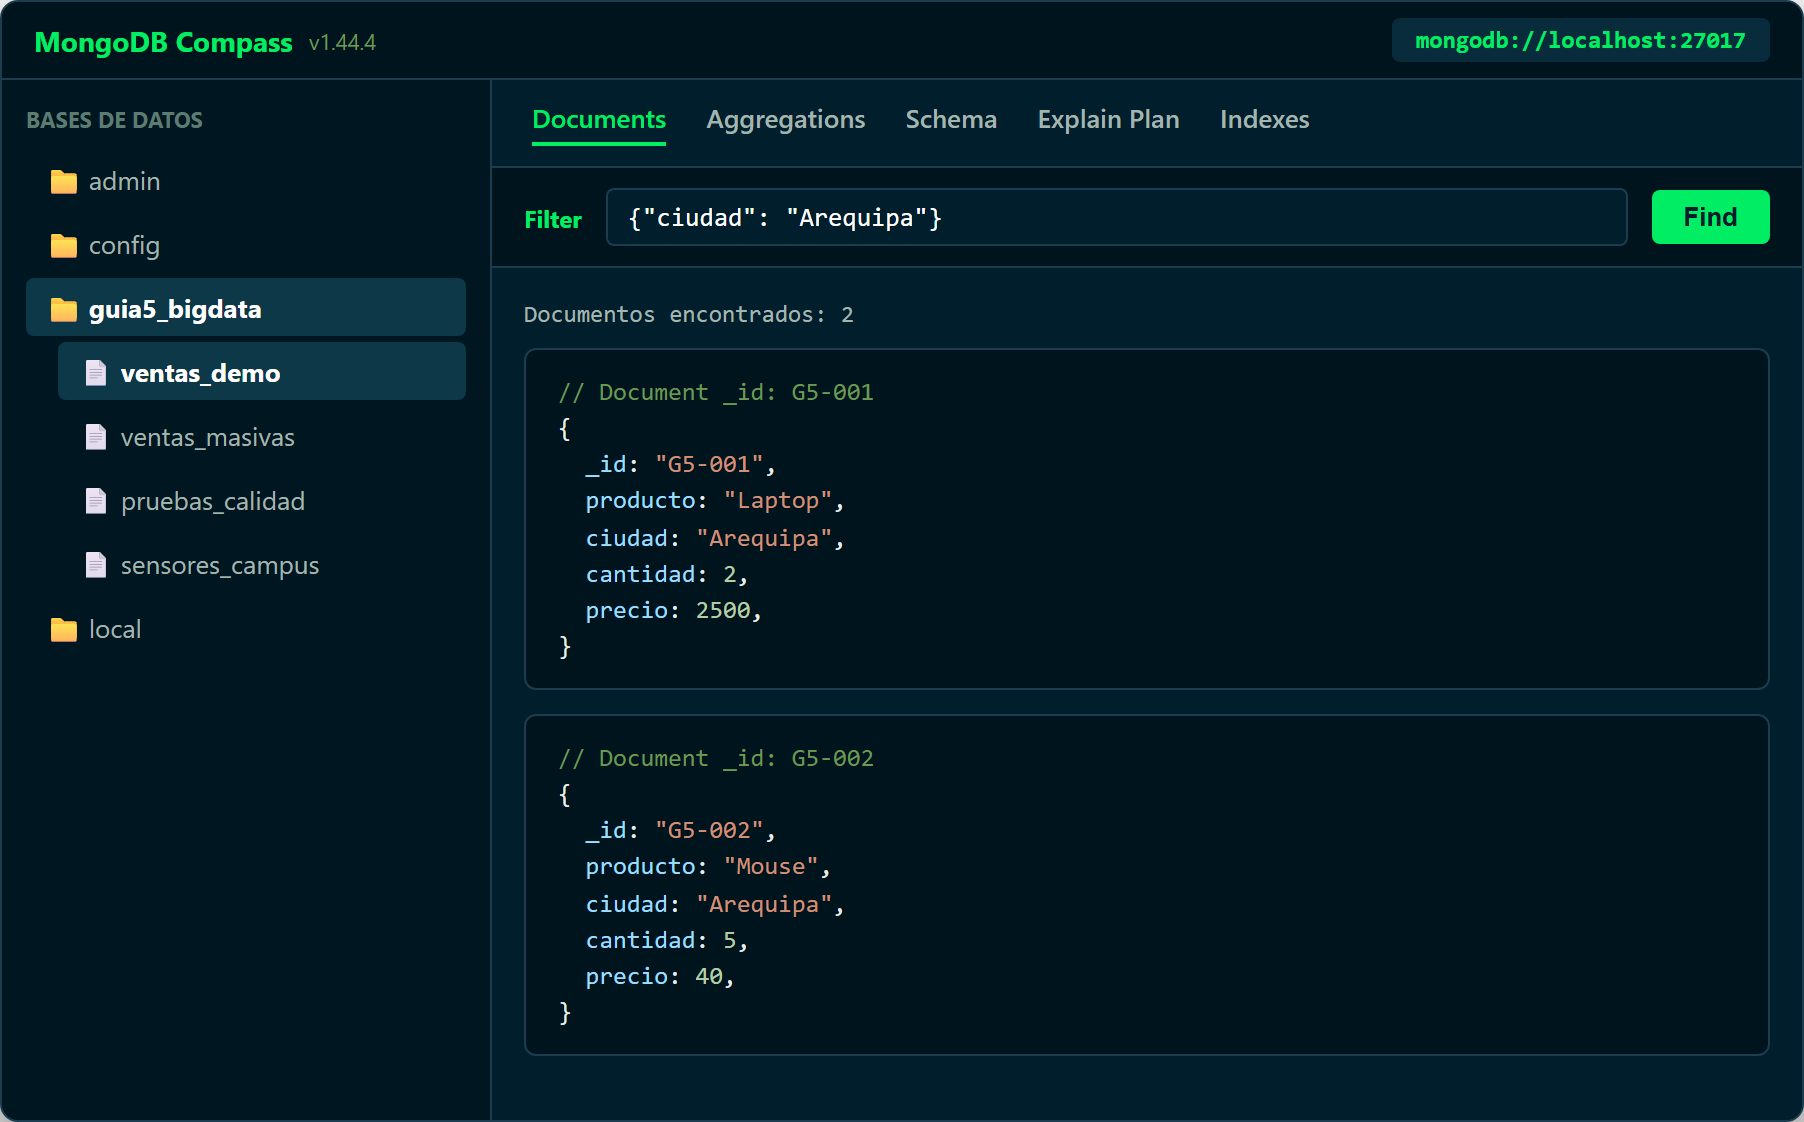 MongoDB Compass v1.44.4
mongodb://localhost:27017
BASES DE DATOS
admin
config
guia5_bigdata
ventas_demo
ventas_masivas
pruebas_calidad
sensores_campus
local
Documents Aggregations Schema Explain Plan Indexes
Filter {"ciudad": "Arequipa"} Find
Documentos encontrados: 2
// Document _id: G5-001
{
  _id: "G5-001",
  producto: "Laptop",
  ciudad: "Arequipa",
  cantidad: 2,
  precio: 2500,
}
// Document _id: G5-002
{
  _id: "G5-002",
  producto: "Mouse",
  ciudad: "Arequipa",
  cantidad: 5,
  precio: 40,
}